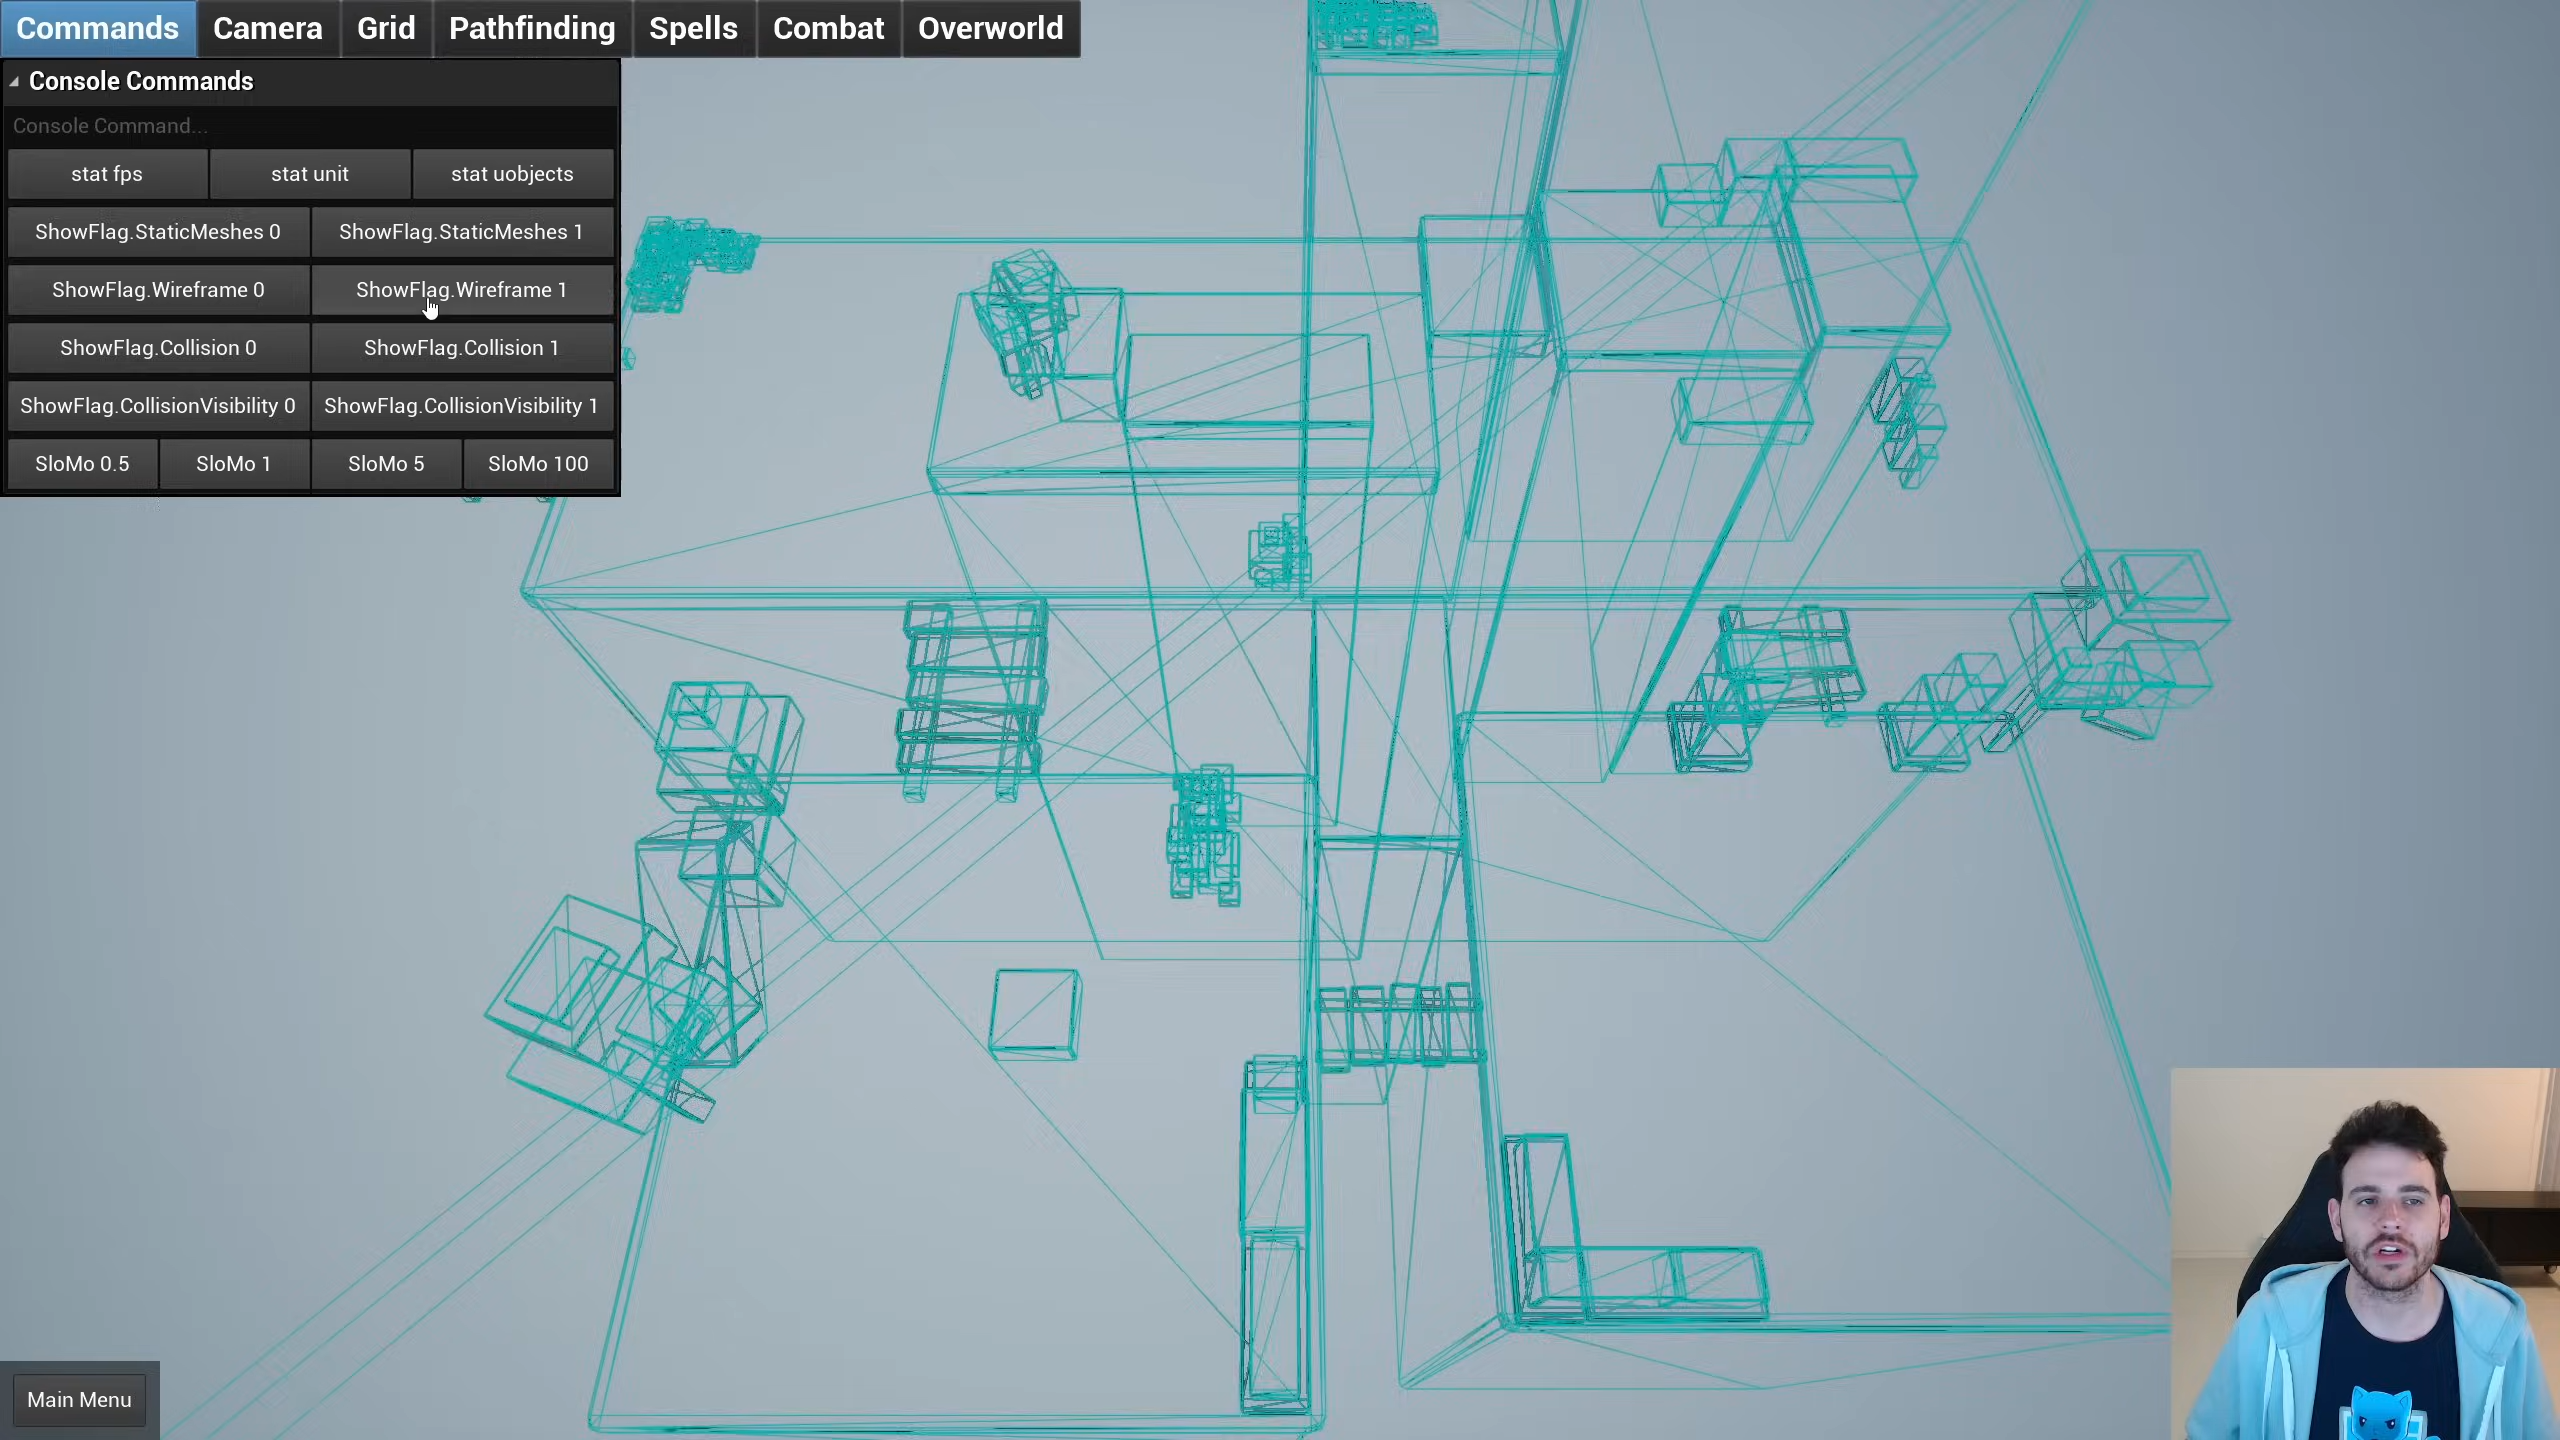 Commands Camera Grid Pathfinding Spells Combat Overworld
Console Commands
Console Command...
stat fps stat unit stat uobjects
ShowFlag.StaticMeshes 0 ShowFlag.StaticMeshes 1
ShowFlag.Wireframe 0 ShowFlag.Wireframe 1
ShowFlag.Collision 0 ShowFlag.Collision 1
ShowFlag.CollisionVisibility 0 ShowFlag.CollisionVisibility 1
SloMo 0.5 SloMo 1 SloMo 5 SloMo 100
Main Menu